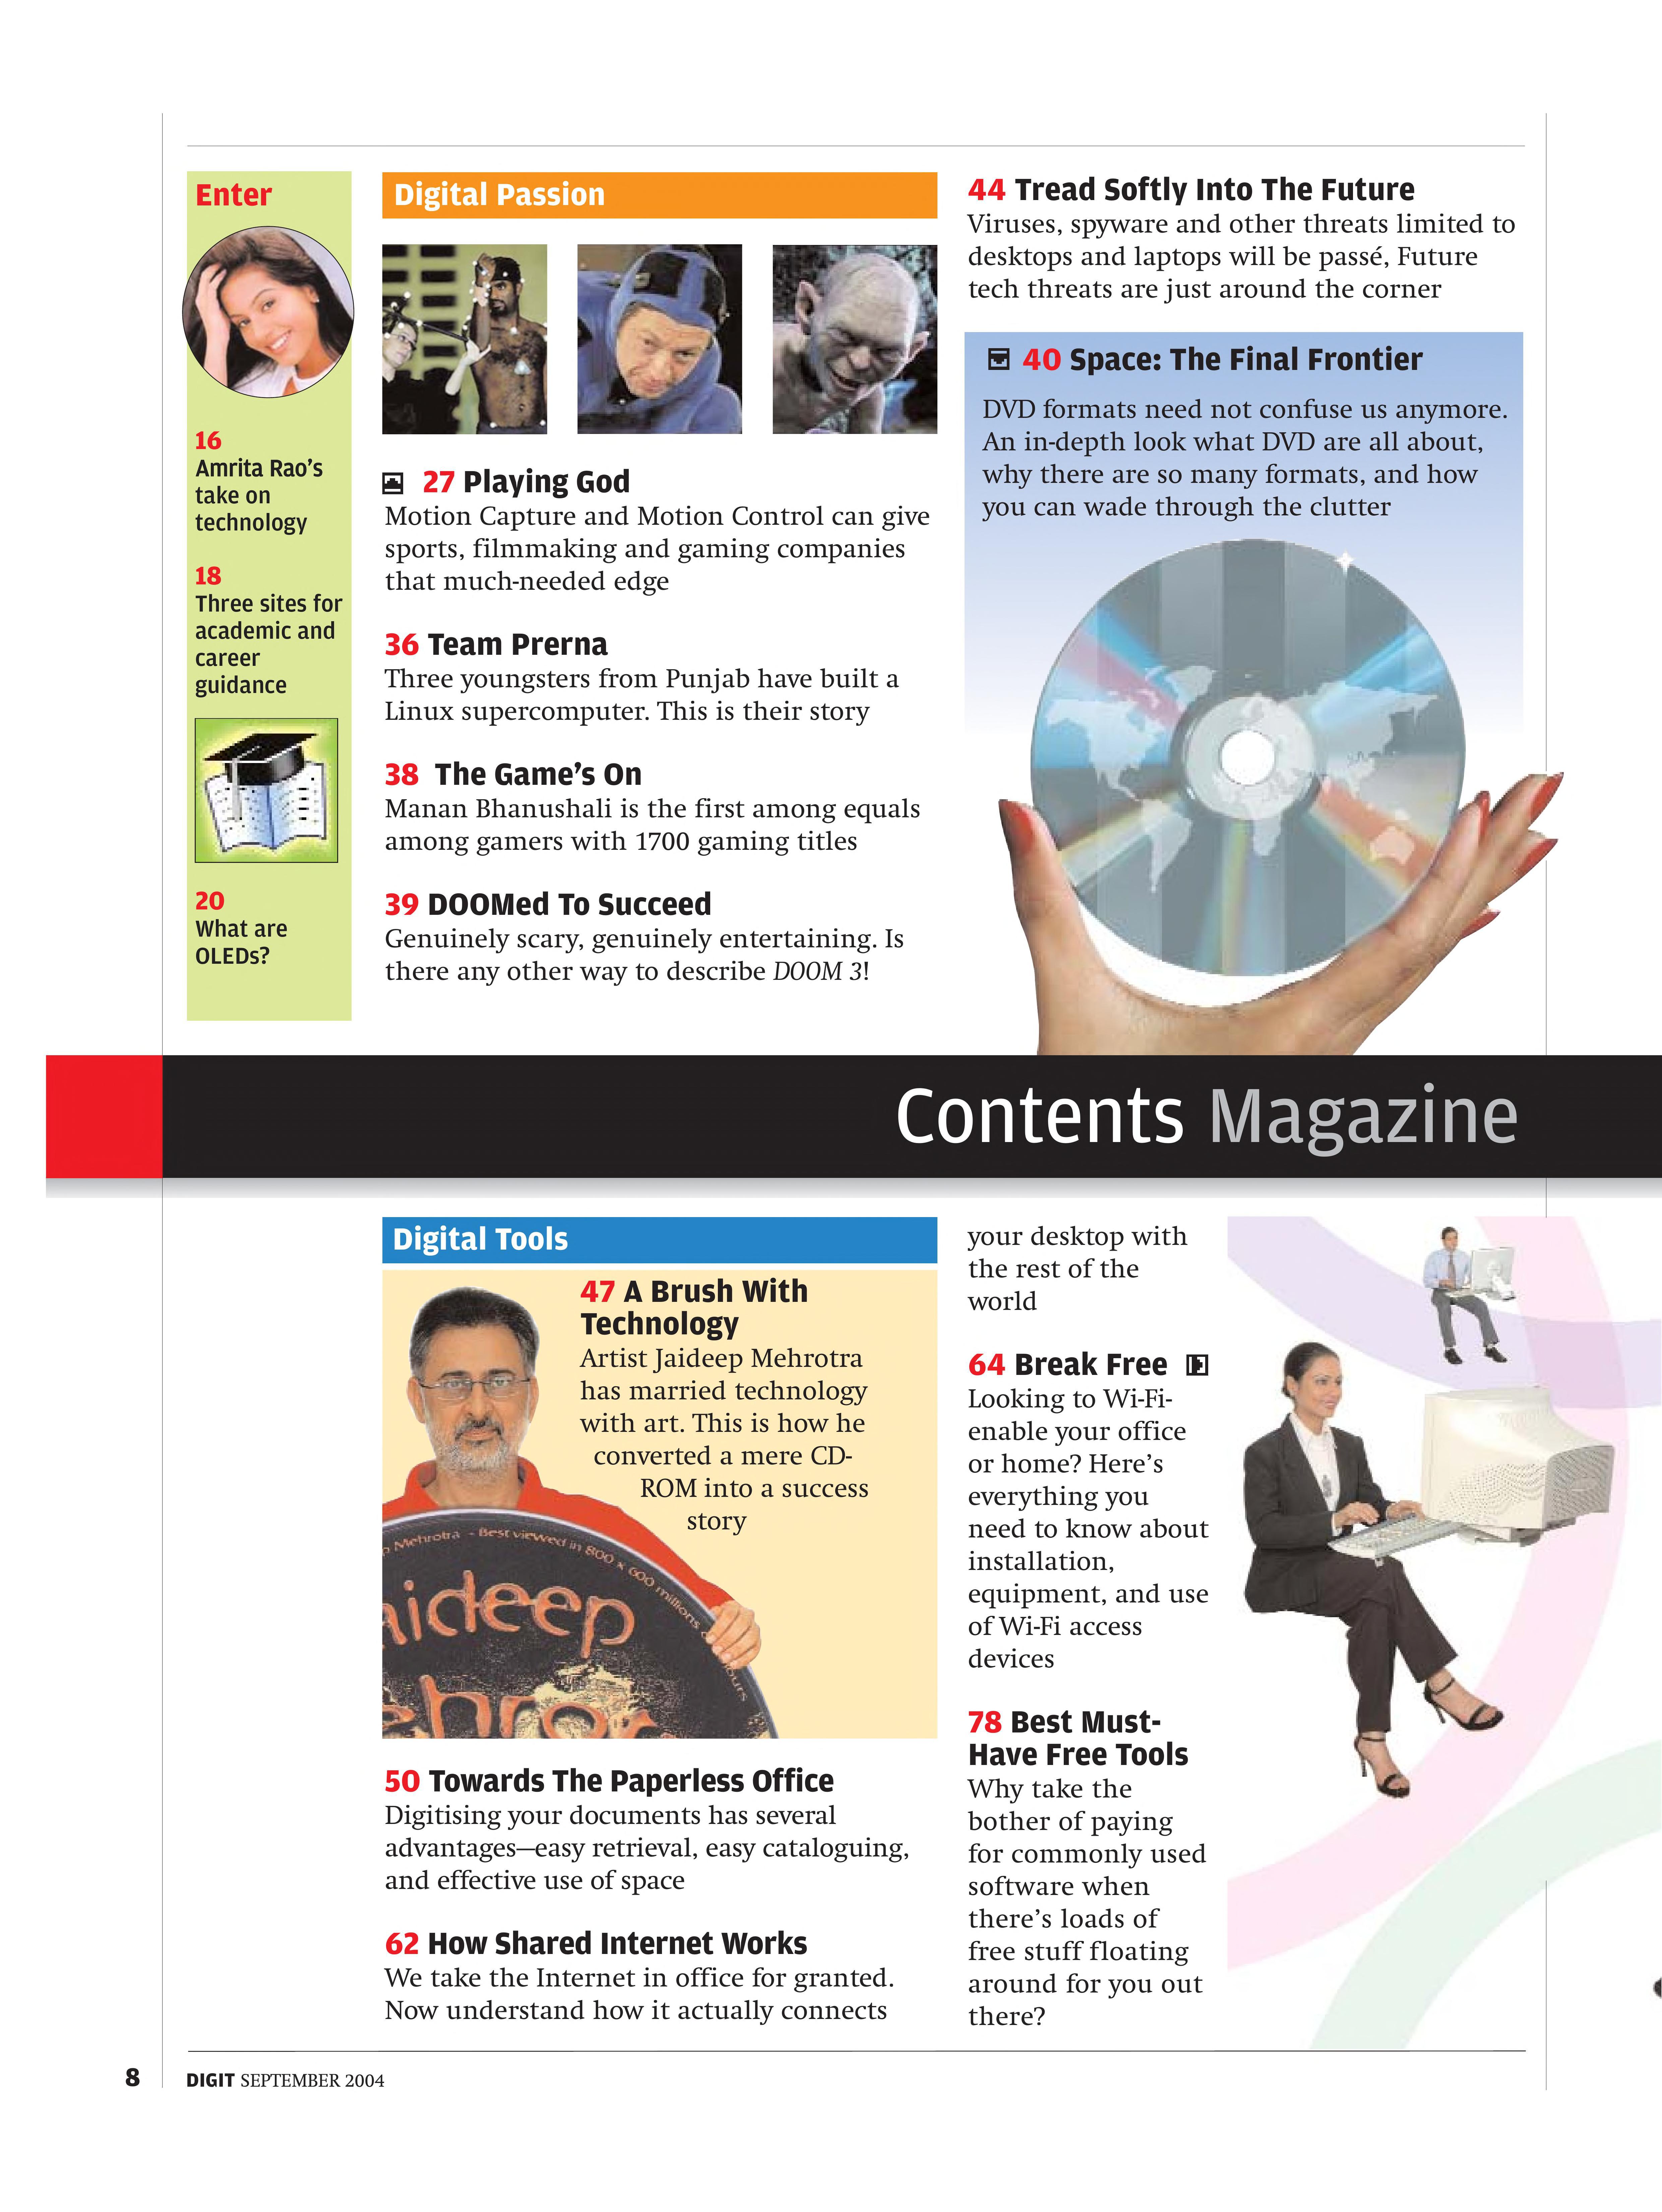 Enter
16
Amrita Rao’s
take on
technology
18
Three sites for
academic and
career
guidance
20
What are
OLEDs?
Digital Passion
27 Playing God
Motion Capture and Motion Control can give
sports, filmmaking and gaming companies
that much-needed edge
36 Team Prerna
Three youngsters from Punjab have built a
Linux supercomputer. This is their story
38 The Game’s On
Manan Bhanushali is the first among equals
among gamers with 1700 gaming titles
39 DOOMed To Succeed
Genuinely scary, genuinely entertaining. Is
there any other way to describe DOOM 3!
44 Tread Softly Into The Future
Viruses, spyware and other threats limited to
desktops and laptops will be passé, Future
tech threats are just around the corner
40 Space: The Final Frontier
DVD formats need not confuse us anymore.
An in-depth look what DVD are all about,
why there are so many formats, and how
you can wade through the clutter
Contents Magazine
Digital Tools
47 A Brush With
Technology
Artist Jaideep Mehrotra
has married technology
with art. This is how he
converted a mere CD-
ROM into a success
story
Mehrotra - Best viewed in 800 x 600 millions
aideep
ehro
50 Towards The Paperless Office
Digitising your documents has several
advantages—easy retrieval, easy cataloguing,
and effective use of space
62 How Shared Internet Works
We take the Internet in office for granted.
Now understand how it actually connects
your desktop with
the rest of the
world
64 Break Free
Looking to Wi-Fi-
enable your office
or home? Here’s
everything you
need to know about
installation,
equipment, and use
of Wi-Fi access
devices
78 Best Must-
Have Free Tools
Why take the
bother of paying
for commonly used
software when
there’s loads of
free stuff floating
around for you out
there?
8 DIGIT SEPTEMBER 2004